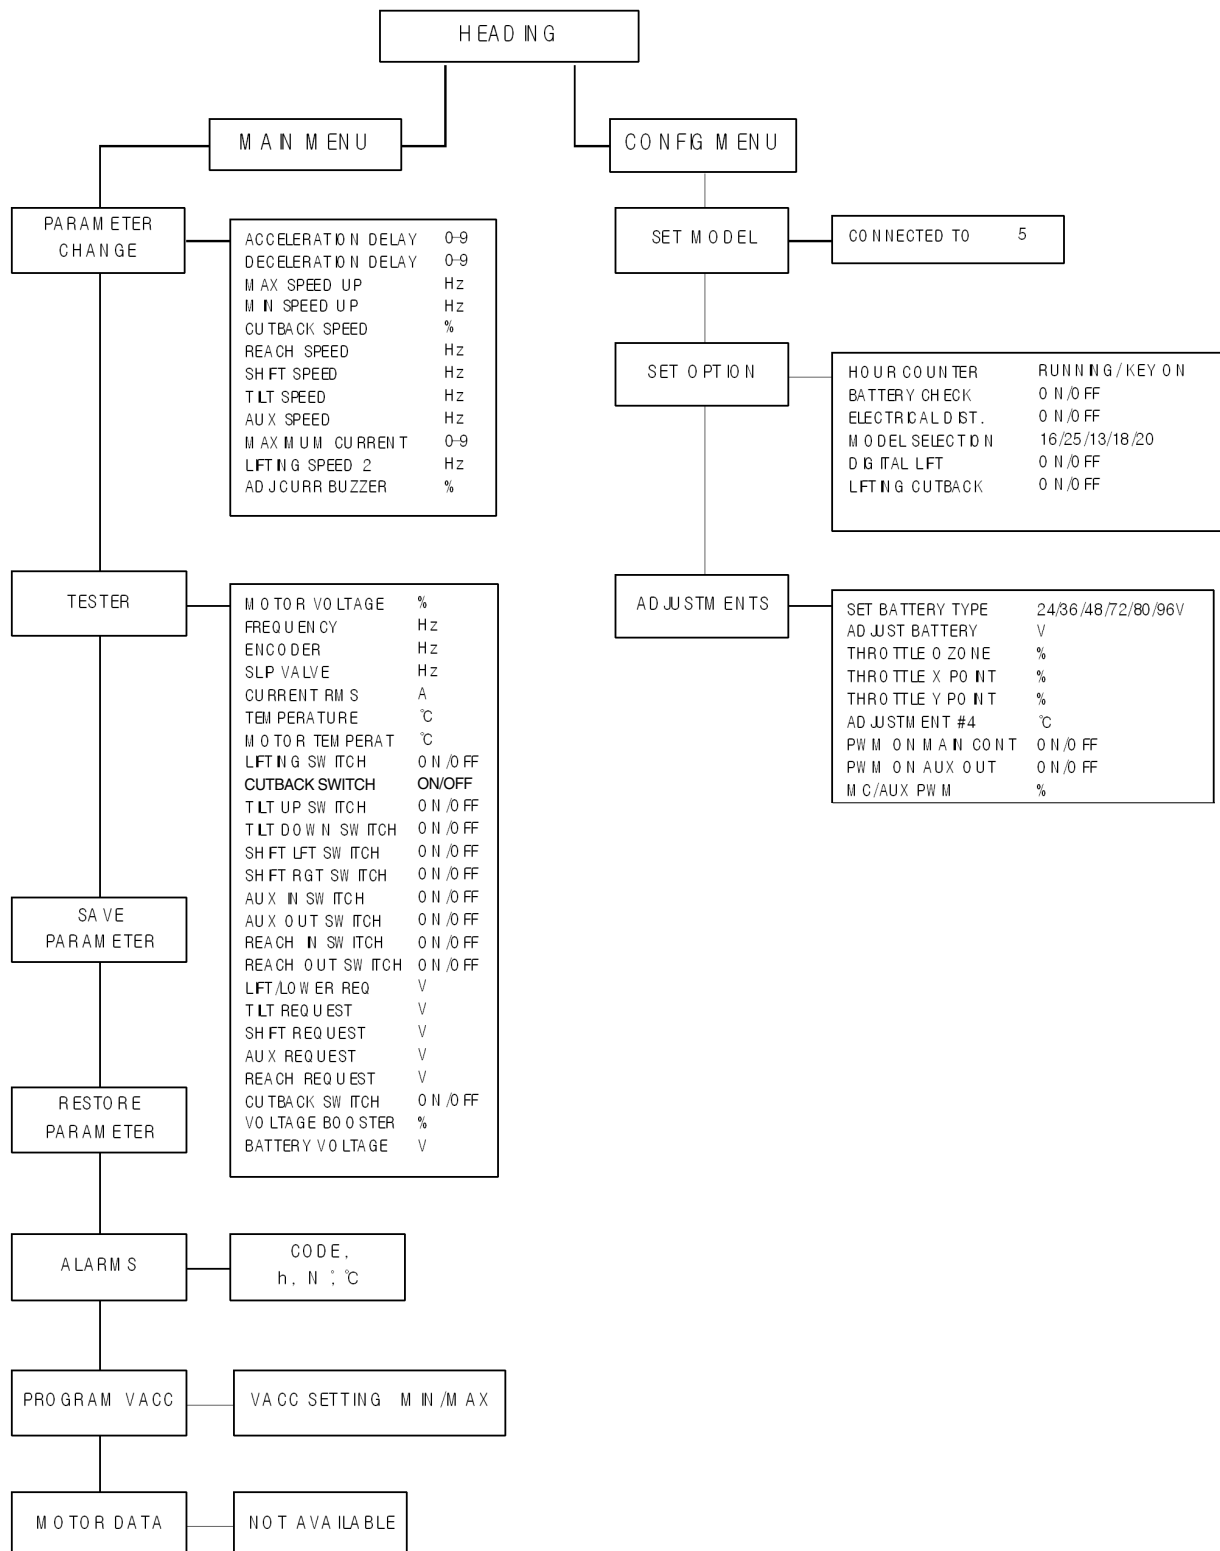 HEADING
MAIN MENU
CONFIG MENU
PARAMETER
CHANGE
ACCELERATION DELAY 0-9
DECELERATION DELAY 0-9
MAX SPEED UP Hz
MIN SPEED UP Hz
CUTBACK SPEED %
REACH SPEED Hz
SHIFT SPEED Hz
TILT SPEED Hz
AUX SPEED Hz
MAXIMUM CURRENT 0-9
LIFTING SPEED 2 Hz
ADJ CURR BUZZER %
SET MODEL
CONNECTED TO 5
SET OPTION
HOUR COUNTER RUNNING/KEY ON
BATTERY CHECK ON/OFF
ELECTRICAL DIST. ON/OFF
MODEL SELECTION 16/25/13/18/20
DIGITAL LIFT ON/OFF
LIFTING CUTBACK ON/OFF
TESTER
MOTOR VOLTAGE %
FREQUENCY Hz
ENCODER Hz
SLIP VALVE Hz
CURRENT RMS A
TEMPERATURE °C
MOTOR TEMPERAT °C
LIFTING SWITCH ON/OFF
CUTBACK SWITCH ON/OFF
TILT UP SWITCH ON/OFF
TILT DOWN SWITCH ON/OFF
SHIFT LFT SWITCH ON/OFF
SHIFT RGT SWITCH ON/OFF
AUX IN SWITCH ON/OFF
AUX OUT SWITCH ON/OFF
REACH IN SWITCH ON/OFF
REACH OUT SWITCH ON/OFF
LIFT/LOWER REQ V
TILT REQUEST V
SHIFT REQUEST V
AUX REQUEST V
REACH REQUEST V
CUTBACK SWITCH ON/OFF
VOLTAGE BOOSTER %
BATTERY VOLTAGE V
ADJUSTMENTS
SET BATTERY TYPE 24/36/48/72/80/96V
ADJUST BATTERY V
THROTTLE O ZONE %
THROTTLE X POINT %
THROTTLE Y POINT %
ADJUSTMENT #4 °C
PWM ON MAIN CONT ON/OFF
PWM ON AUX OUT ON/OFF
MC/AUX PWM %
SAVE
PARAMETER
RESTORE
PARAMETER
ALARMS
CODE,
h, N°, °C
PROGRAM VACC
VACC SETTING MIN/MAX
MOTOR DATA
NOT AVAILABLE